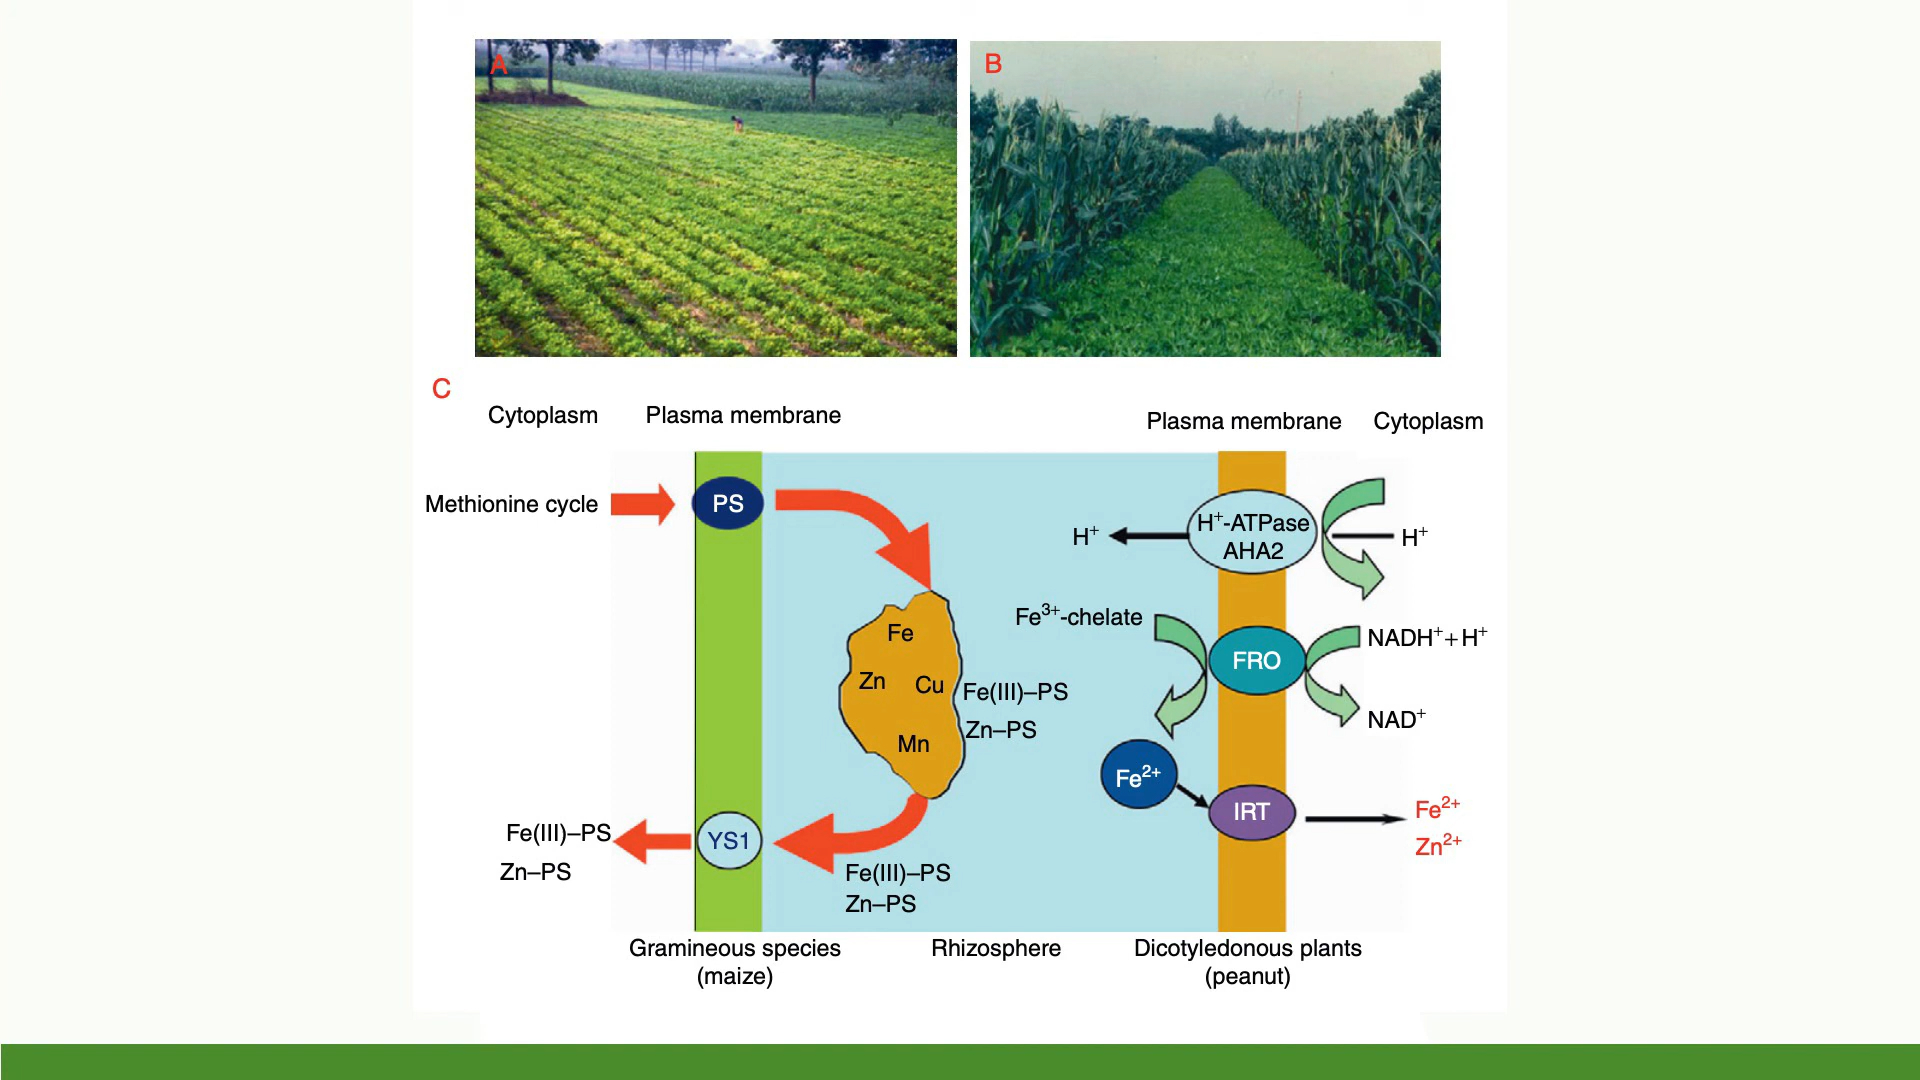 A
B
C
Cytoplasm
Plasma membrane
Plasma membrane
Cytoplasm
Methionine cycle
PS
H⁺
H⁺-ATPase
AHA2
H⁺
Fe³⁺-chelate
Fe
Zn
Cu
Mn
Fe(III)–PS
Zn–PS
FRO
NADH⁺+H⁺
NAD⁺
Fe²⁺
IRT
Fe²⁺
Zn²⁺
Fe(III)–PS
Zn–PS
YS1
Fe(III)–PS
Zn–PS
Gramineous species
(maize)
Rhizosphere
Dicotyledonous plants
(peanut)